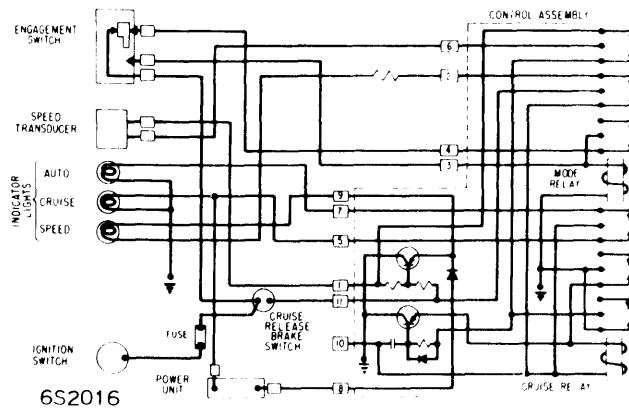 CONTROL ASSEMBLY
ENGAGEMENT
SWITCH
6
2
SPEED
TRANSDUCER
4
3
INDICATOR
LIGHTS
AUTO
CRUISE
SPEED
MODE
RELAY
9
7
5
1
11
CRUISE
RELEASE
BRAKE
SWITCH
FUSE
IGNITION
SWITCH
10
POWER
UNIT
8
CRUISE RELAY
6S2016